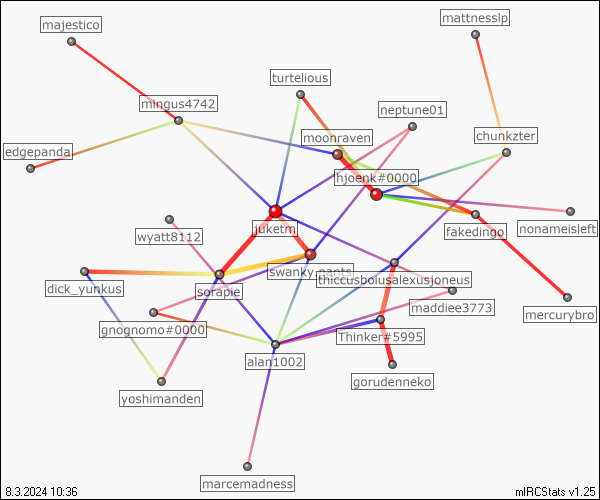 mattnesslp
majestico
turtelious
mingus4742
neptune01
moonraven
chunkzter
edgepanda
hjoenk#0000
juketn
wyatt8112
fakedingo
nonameisleft
swanky_pants
thiccusboiusalexusjoneus
dick_yunkus
sorapie
maddiee3773
mercurybro
gnognomo#0000
Thinker#5995
alan1002
gorudenneko
yoshimanden
marcemadness
8.3.2024 10:36
mIRCStats v1.25